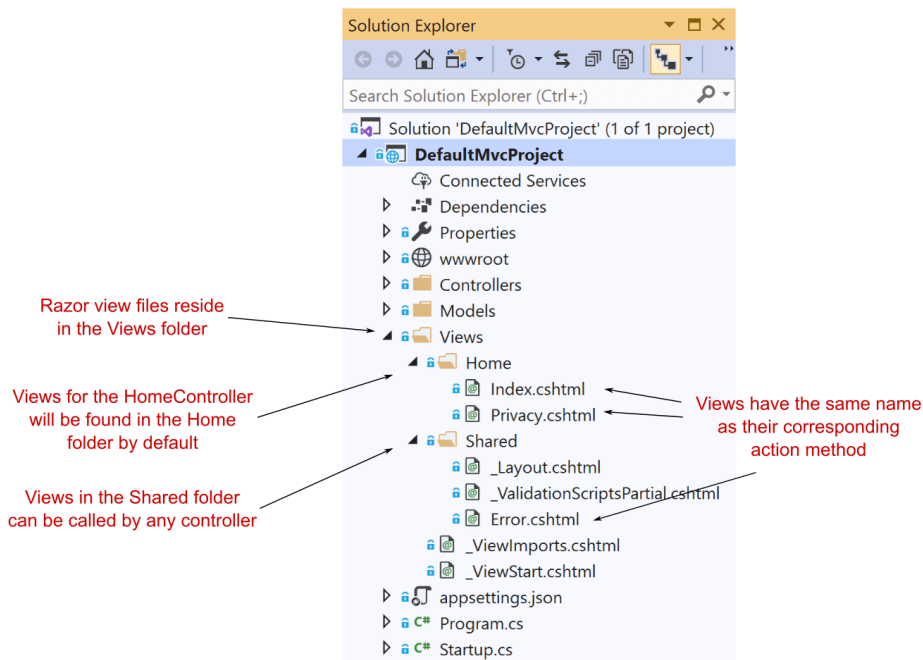 Solution Explorer
Search Solution Explorer (Ctrl+;)
Solution 'DefaultMvcProject' (1 of 1 project)
DefaultMvcProject
Connected Services
Dependencies
Properties
wwwroot
Controllers
Models
Views
Home
Index.cshtml
Privacy.cshtml
Shared
_Layout.cshtml
_ValidationScriptsPartial.cshtml
Error.cshtml
_ViewImports.cshtml
_ViewStart.cshtml
appsettings.json
C# Program.cs
C# Startup.cs
Razor view files reside
in the Views folder
Views for the HomeController
will be found in the Home
folder by default
Views in the Shared folder
can be called by any controller
Views have the same name
as their corresponding
action method